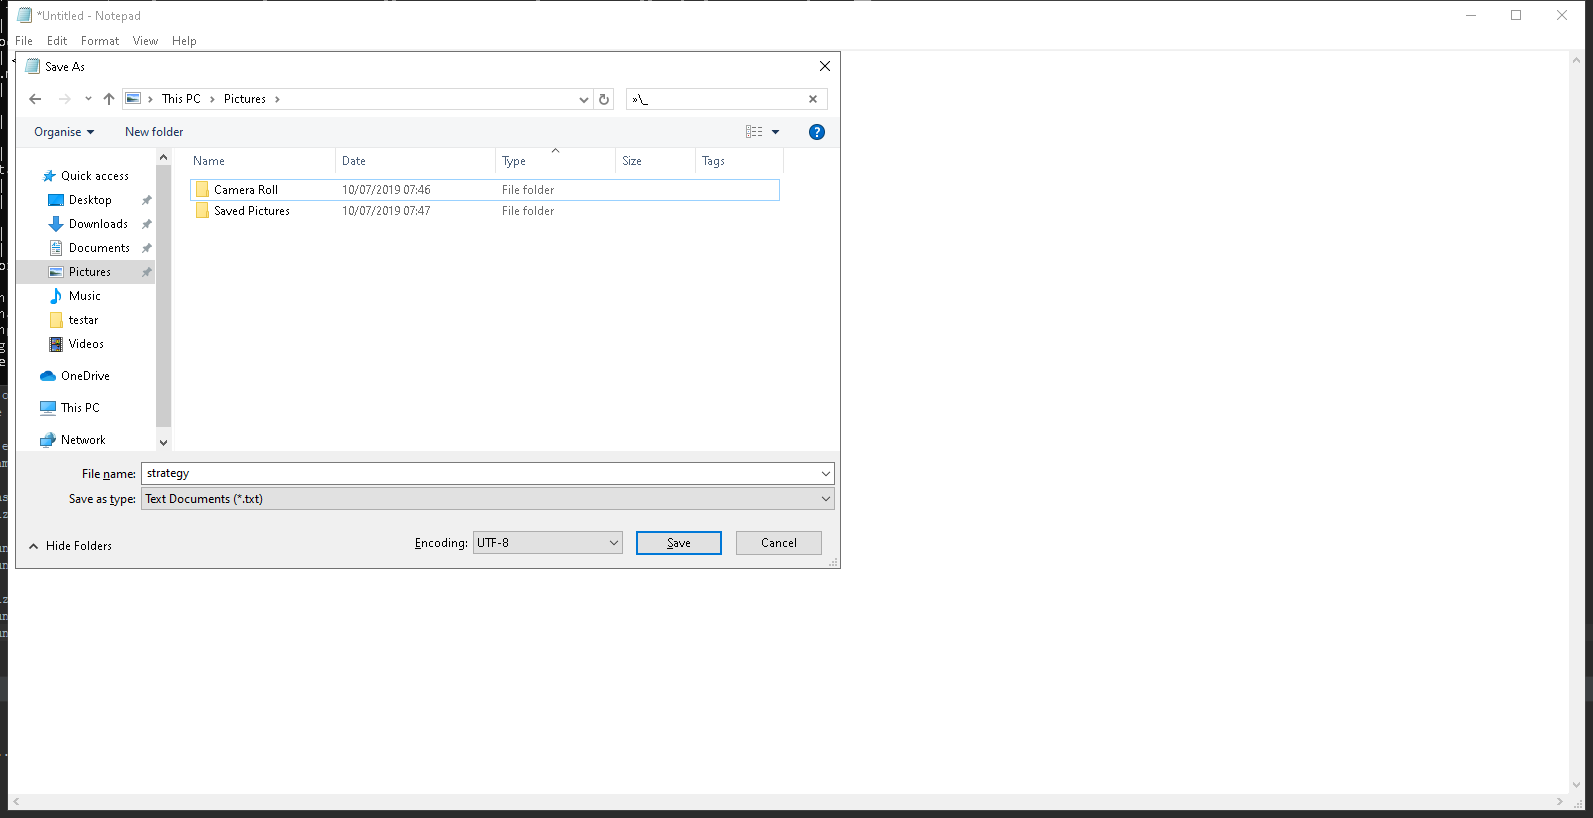 *Untitled - Notepad
File Edit Format View Help
Save As
This PC Pictures
»\_
Organise New folder
Name Date Type Size Tags
Quick access
Desktop
Downloads
Documents
Pictures
Music
testar
Videos
OneDrive
This PC
Network
Camera Roll 10/07/2019 07:46 File folder
Saved Pictures 10/07/2019 07:47 File folder
File name: strategy
Save as type: Text Documents (*.txt)
Hide Folders
Encoding: UTF-8 Save Cancel